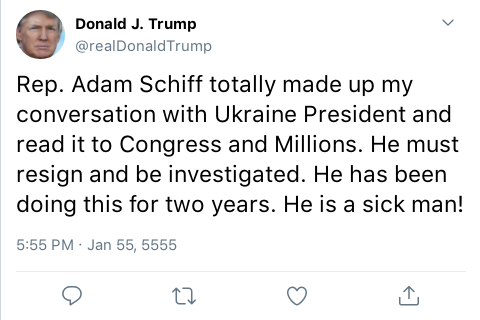 Donald J. Trump
@realDonaldTrump
Rep. Adam Schiff totally made up my
conversation with Ukraine President and
read it to Congress and Millions. He must
resign and be investigated. He has been
doing this for two years. He is a sick man!
5:55 PM · Jan 55, 5555